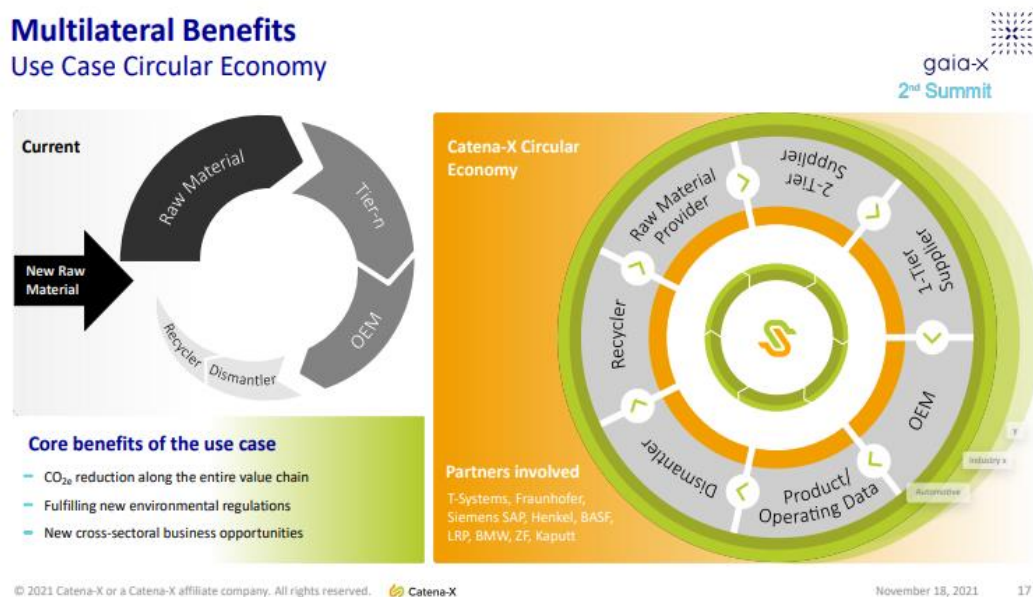 Multilateral Benefits
Use Case Circular Economy
gaia-x
2nd Summit
Current
Raw Material
Tier-n
OEM
Dismantler
Recycler
New Raw
Material
Core benefits of the use case
– CO₂ₑ reduction along the entire value chain
– Fulfilling new environmental regulations
– New cross-sectoral business opportunities
Catena-X Circular
Economy
Raw Material
Provider
2-Tier
Supplier
1-Tier
Supplier
OEM
Product/
Operating Data
Dismantler
Recycler
Y
Industry x
Automotive
Partners involved
T-Systems, Fraunhofer,
Siemens SAP, Henkel, BASF,
LRP, BMW, ZF, Kaputt
© 2021 Catena-X or a Catena-X affiliate company. All rights reserved.
Catena-X
November 18, 2021
17